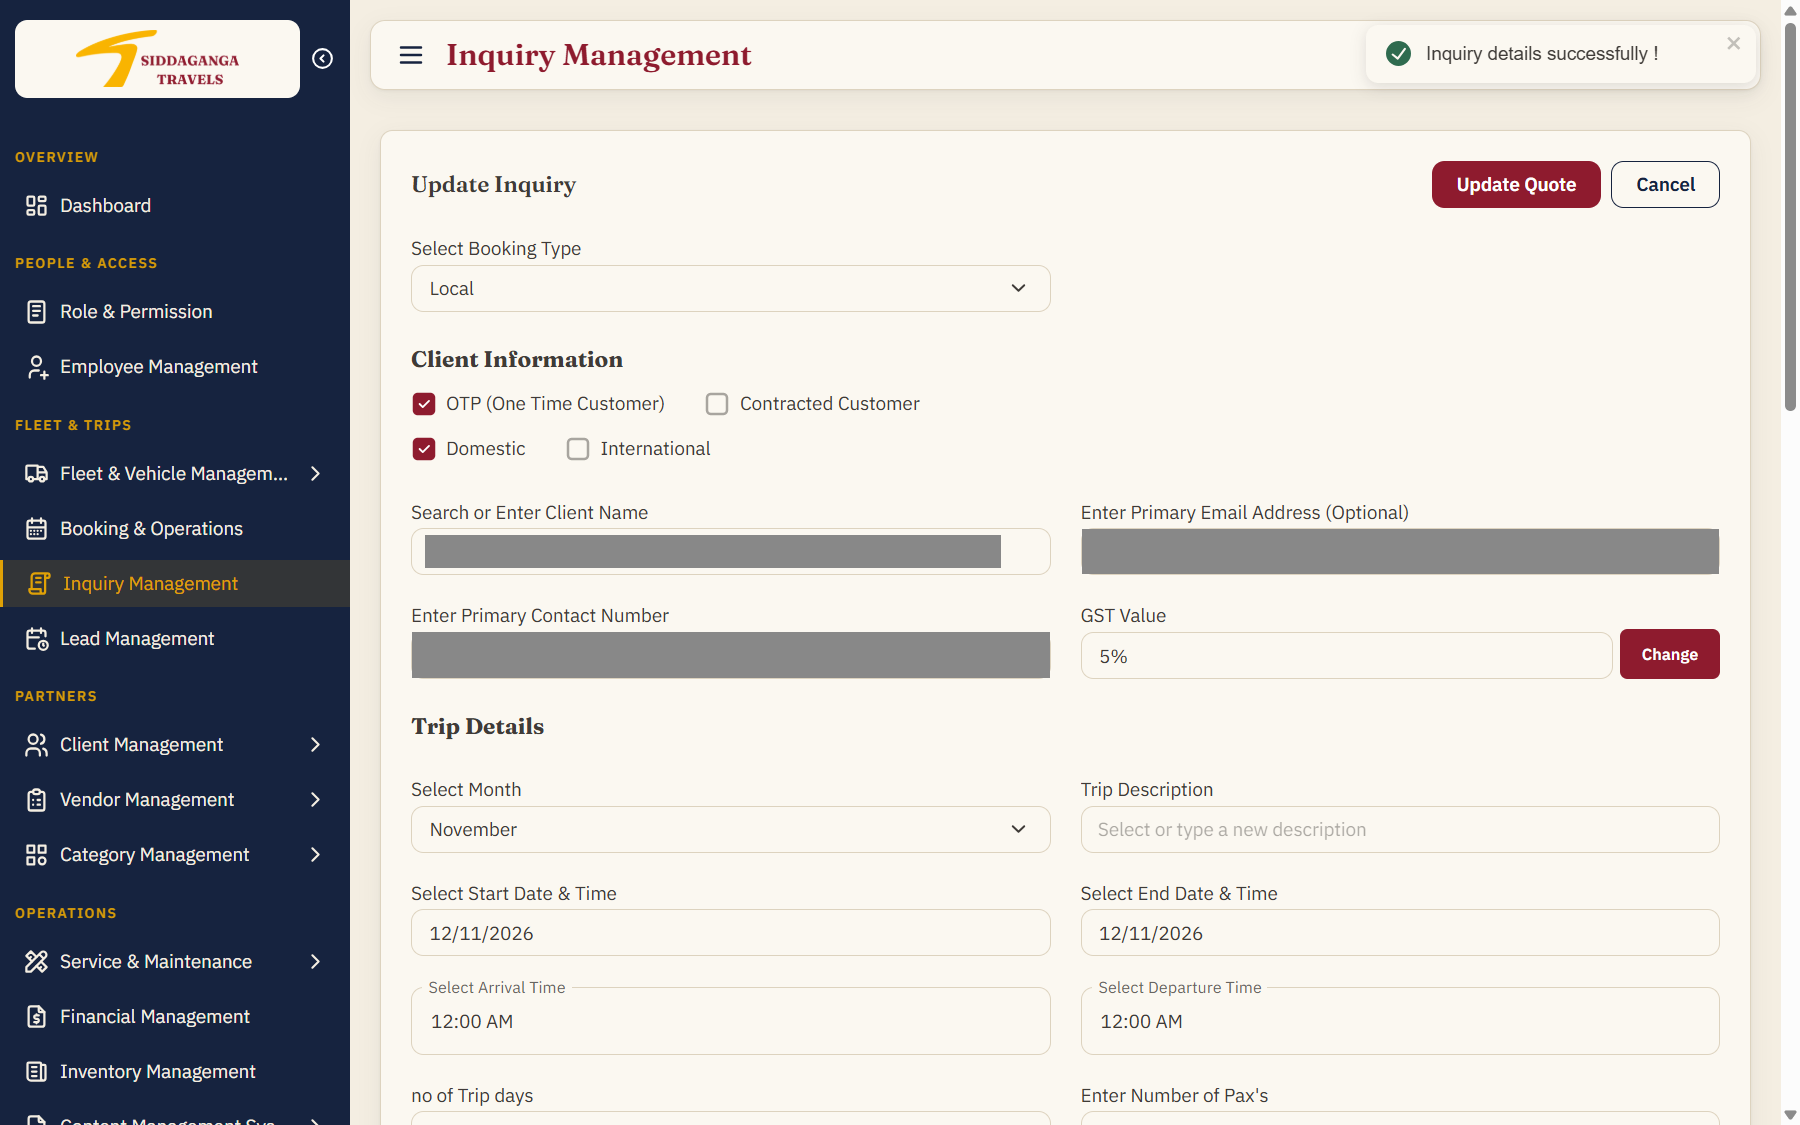 SIDDAGANGA
TRAVELS
OVERVIEW
Dashboard
PEOPLE & ACCESS
Role & Permission
Employee Management
FLEET & TRIPS
Fleet & Vehicle Managem...
Booking & Operations
Inquiry Management
Lead Management
PARTNERS
Client Management
Vendor Management
Category Management
OPERATIONS
Service & Maintenance
Financial Management
Inventory Management
Content Management Sys...
Inquiry Management
Inquiry details successfully !
Update Inquiry
Update Quote
Cancel
Select Booking Type
Local
Client Information
OTP (One Time Customer)
Contracted Customer
Domestic
International
Search or Enter Client Name
Enter Primary Email Address (Optional)
Enter Primary Contact Number
GST Value
5%
Change
Trip Details
Select Month
Trip Description
November
Select or type a new description
Select Start Date & Time
Select End Date & Time
12/11/2026
12/11/2026
Select Arrival Time
Select Departure Time
12:00 AM
12:00 AM
no of Trip days
Enter Number of Pax's